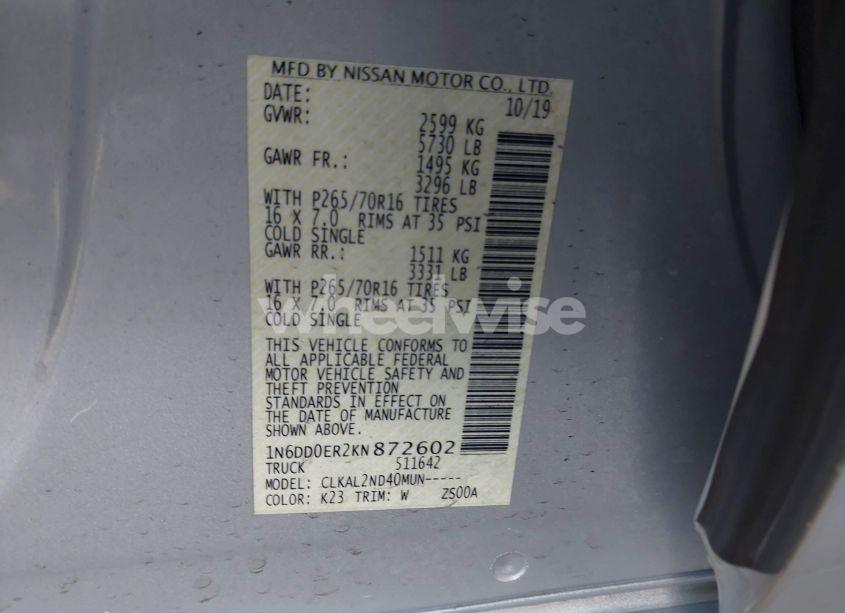 MFD BY NISSAN MOTOR CO., LTD.
DATE: 10/19
GVWR: 2599 KG
5730 LB
GAWR FR.: 1495 KG
3296 LB
WITH P265/70R16 TIRES
16 X 7.0 RIMS AT 35 PSI
COLD SINGLE
GAWR RR.: 1511 KG
3331 LB
WITH P265/70R16 TIRES
16 X 7.0 RIMS AT 35 PSI
COLD SINGLE
wheelwise
THIS VEHICLE CONFORMS TO
ALL APPLICABLE FEDERAL
MOTOR VEHICLE SAFETY AND
THEFT PREVENTION
STANDARDS IN EFFECT ON
THE DATE OF MANUFACTURE
SHOWN ABOVE.
1N6DD0ER2KN872602
TRUCK 511642
MODEL: CLKAL2ND40MUN-----
COLOR: K23 TRIM: W ZS00A